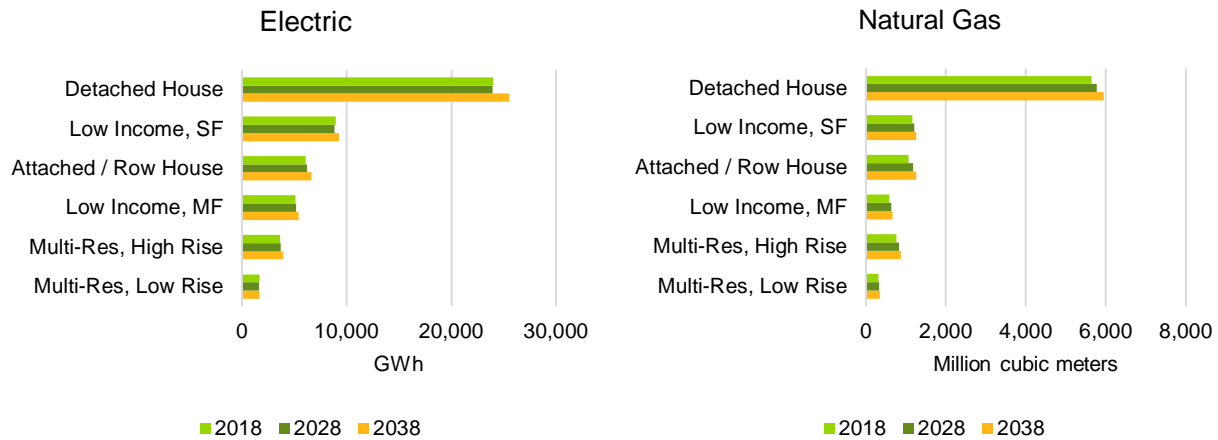 Electric
Detached House
Low Income, SF
Attached / Row House
Low Income, MF
Multi-Res, High Rise
Multi-Res, Low Rise
0 10,000 20,000 30,000
GWh
2018 2028 2038
Natural Gas
Detached House
Low Income, SF
Attached / Row House
Low Income, MF
Multi-Res, High Rise
Multi-Res, Low Rise
0 2,000 4,000 6,000 8,000
Million cubic meters
2018 2028 2038